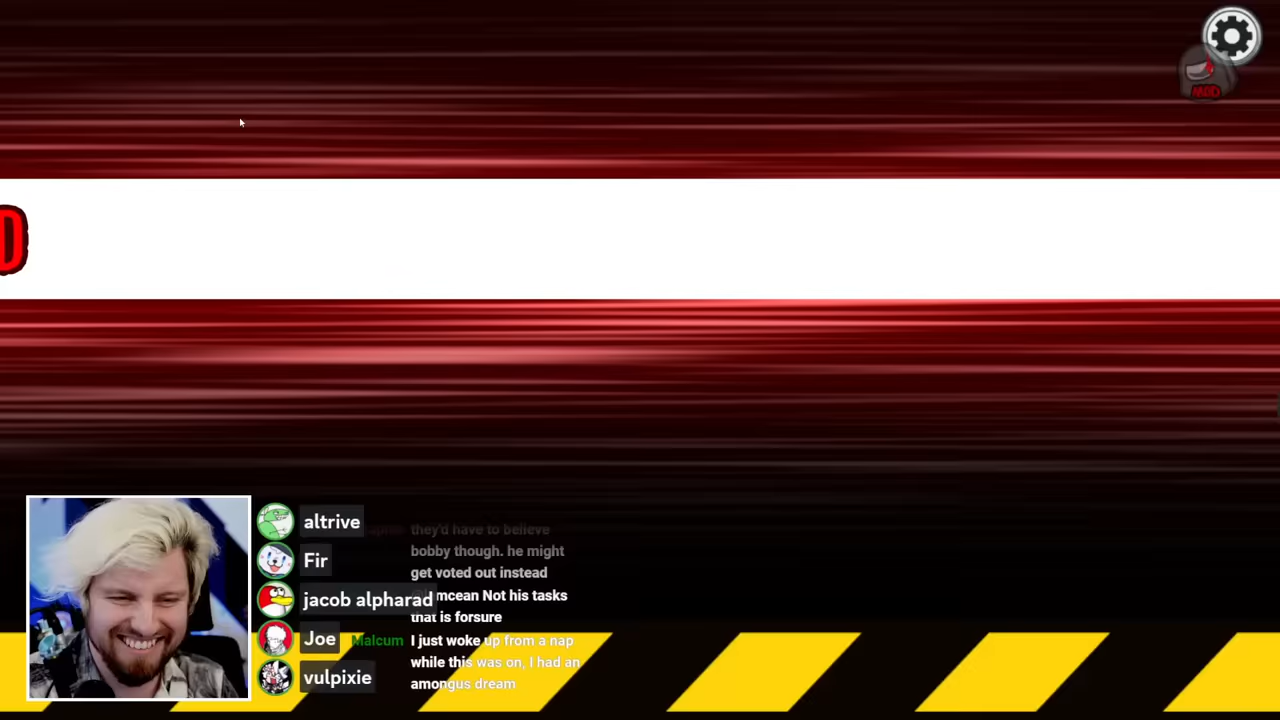 MOD
D
altrive
they'd have to believe
bobby though. he might
get voted out instead
Fir
mcean Not his tasks
that is forsure
jacob alpharad
Joe
Malcum I just woke up from a nap
while this was on, I had an
amongus dream
vulpixie